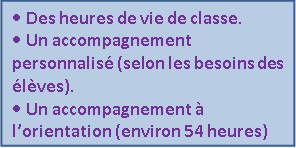 • Des heures de vie de classe.
• Un accompagnement
personnalisé (selon les besoins des
élèves).
• Un accompagnement à
l’orientation (environ 54 heures)